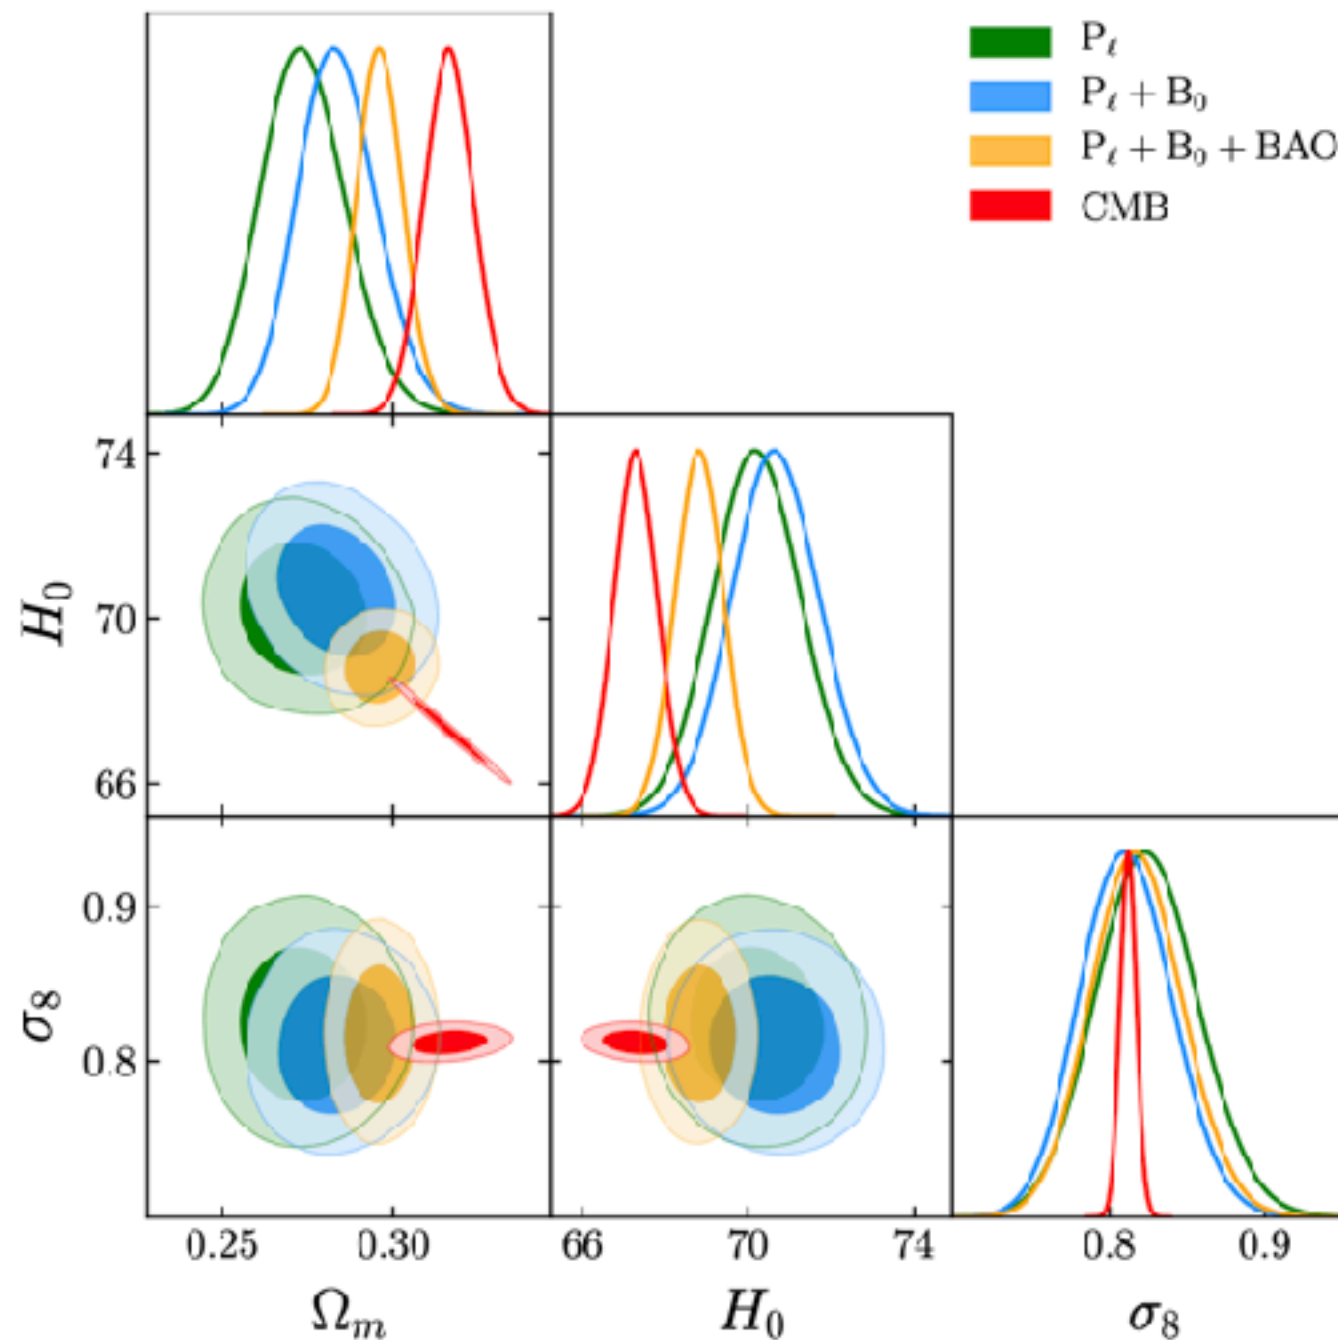 P_ℓ
P_ℓ + B_0
P_ℓ + B_0 + BAO
CMB
74
70
66
H_0
0.9
0.8
σ_8
0.25 0.30 66 70 74 0.8 0.9
Ω_m H_0 σ_8